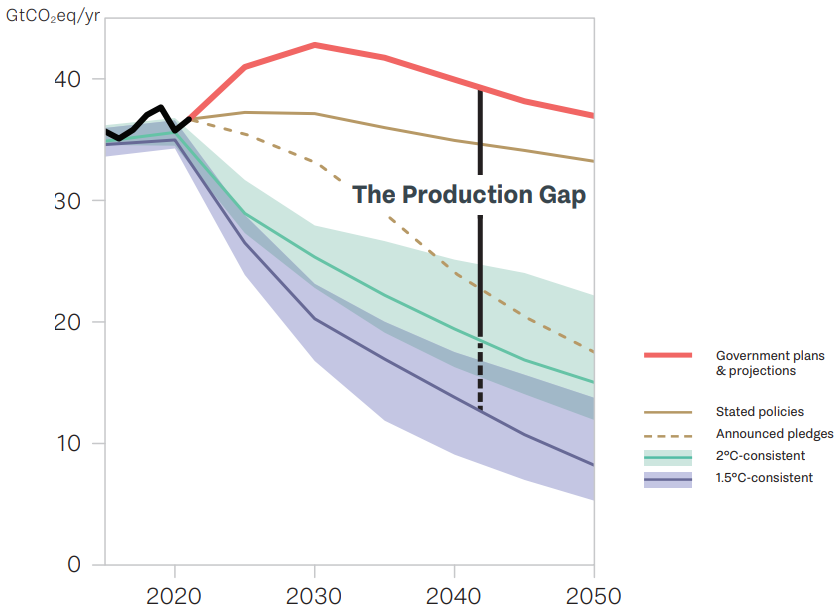 GtCO₂eq/yr
40
30
20
10
0
The Production Gap
2020
2030
2040
2050
Government plans
& projections
Stated policies
Announced pledges
2°C-consistent
1.5°C-consistent